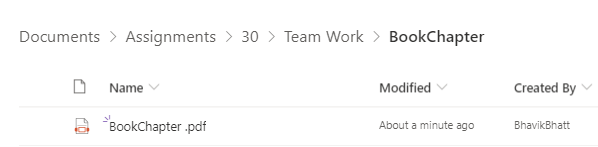 Documents > Assignments > 30 > Team Work > BookChapter
Name Modified Created By
BookChapter .pdf About a minute ago BhavikBhatt